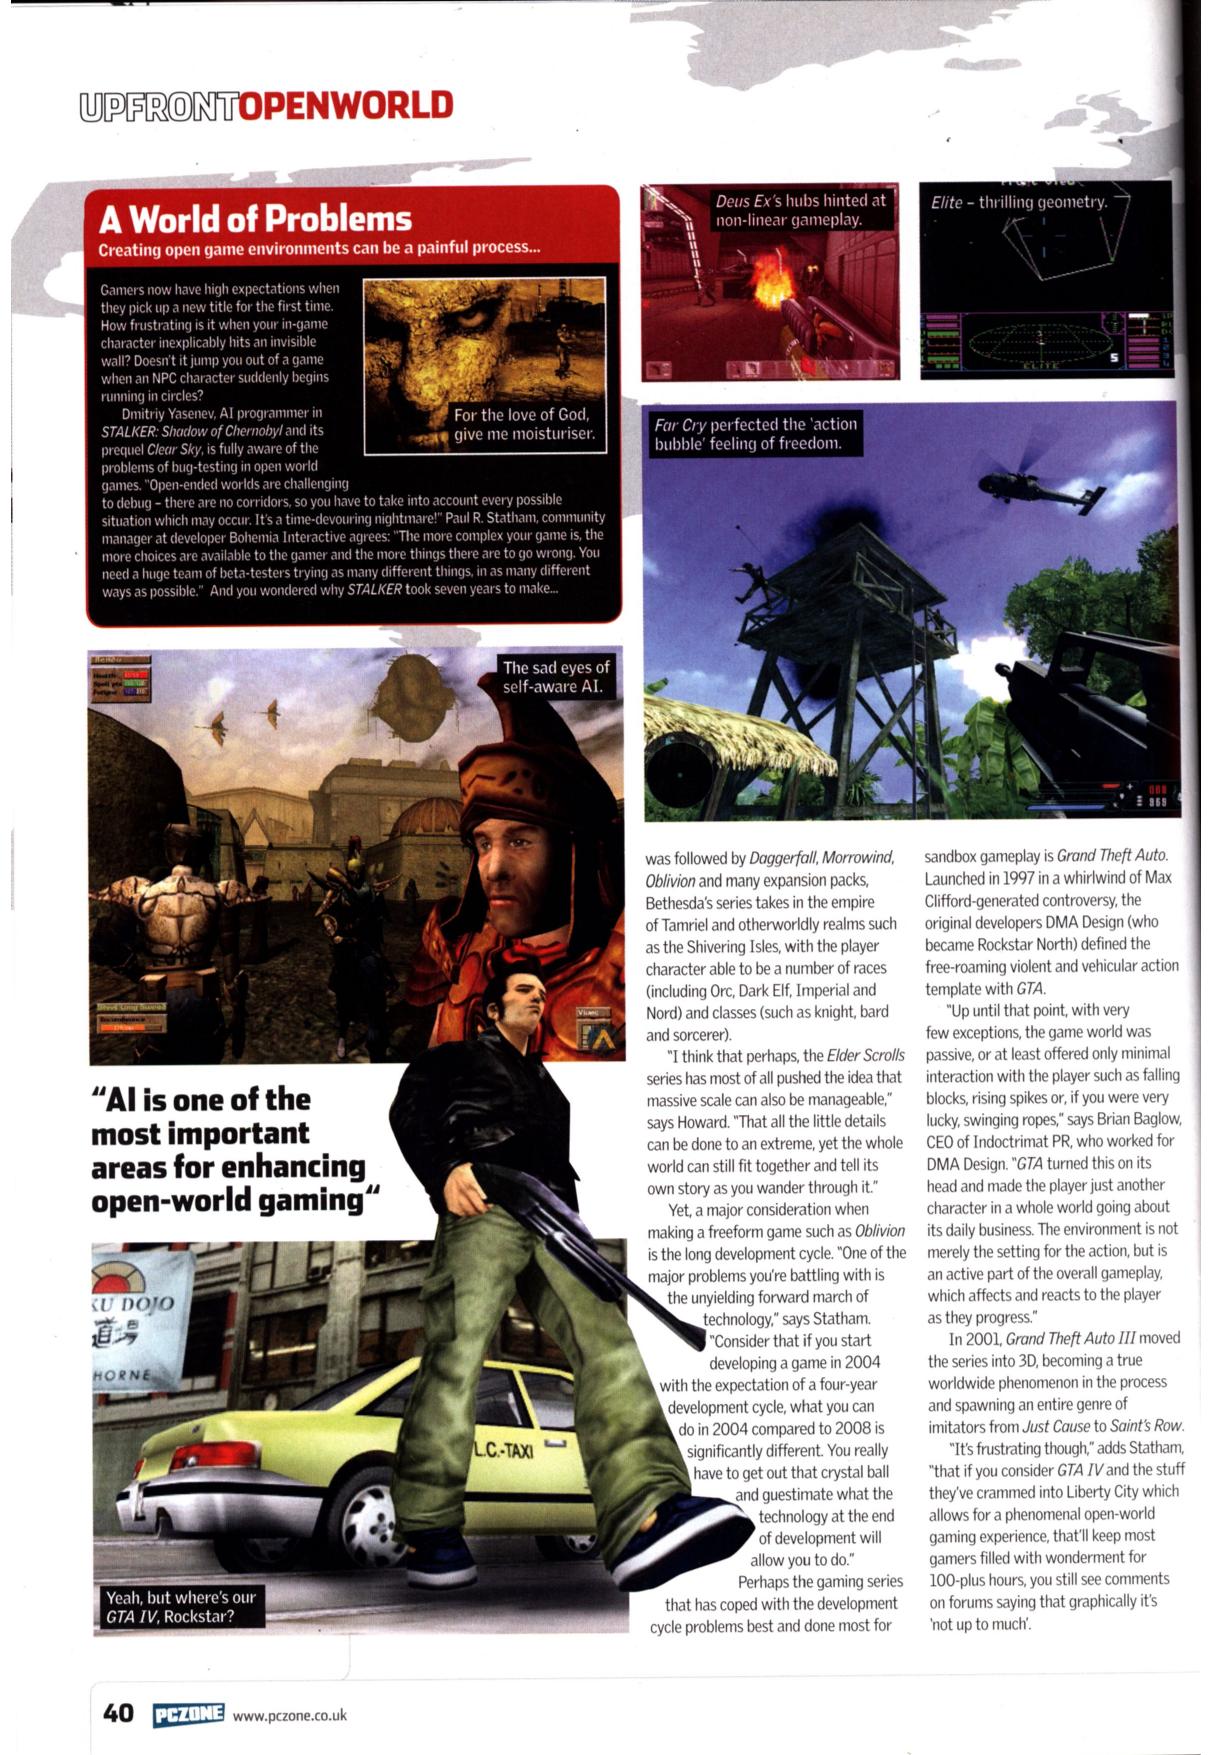 UPFRONTOPENWORLD
A World of Problems
Creating open game environments can be a painful process...
Gamers now have high expectations when
they pick up a new title for the first time.
How frustrating is it when your in-game
character inexplicably hits an invisible
wall? Doesn't it jump you out of a game
when an NPC character suddenly begins
running in circles?
Dmitriy Yasenev, AI programmer in
STALKER: Shadow of Chernobyl and its
prequel Clear Sky, is fully aware of the
problems of bug-testing in open world
games. "Open-ended worlds are challenging
to debug – there are no corridors, so you have to take into account every possible
situation which may occur. It's a time-devouring nightmare!" Paul R. Statham, community
manager at developer Bohemia Interactive agrees: "The more complex your game is, the
more choices are available to the gamer and the more things there are to go wrong. You
need a huge team of beta-testers trying as many different things, in as many different
ways as possible." And you wondered why STALKER took seven years to make...
For the love of God,
give me moisturiser.
Deus Ex's hubs hinted at
non-linear gameplay.
Elite – thrilling geometry.
5
ELITE
Far Cry perfected the 'action
bubble' feeling of freedom.
The sad eyes of
self-aware AI.
"AI is one of the
most important
areas for enhancing
open-world gaming"
KU DOJO
道場
HORNE
L.C.-TAXI
Yeah, but where's our
GTA IV, Rockstar?
was followed by Daggerfall, Morrowind,
Oblivion and many expansion packs,
Bethesda's series takes in the empire
of Tamriel and otherworldly realms such
as the Shivering Isles, with the player
character able to be a number of races
(including Orc, Dark Elf, Imperial and
Nord) and classes (such as knight, bard
and sorcerer).
"I think that perhaps, the Elder Scrolls
series has most of all pushed the idea that
massive scale can also be manageable,"
says Howard. "That all the little details
can be done to an extreme, yet the whole
world can still fit together and tell its
own story as you wander through it."
Yet, a major consideration when
making a freeform game such as Oblivion
is the long development cycle. "One of the
major problems you're battling with is
the unyielding forward march of
technology," says Statham.
"Consider that if you start
developing a game in 2004
with the expectation of a four-year
development cycle, what you can
do in 2004 compared to 2008 is
significantly different. You really
have to get out that crystal ball
and guestimate what the
technology at the end
of development will
allow you to do."
Perhaps the gaming series
that has coped with the development
cycle problems best and done most for
sandbox gameplay is Grand Theft Auto.
Launched in 1997 in a whirlwind of Max
Clifford-generated controversy, the
original developers DMA Design (who
became Rockstar North) defined the
free-roaming violent and vehicular action
template with GTA.
"Up until that point, with very
few exceptions, the game world was
passive, or at least offered only minimal
interaction with the player such as falling
blocks, rising spikes or, if you were very
lucky, swinging ropes," says Brian Baglow,
CEO of Indoctrimat PR, who worked for
DMA Design. "GTA turned this on its
head and made the player just another
character in a whole world going about
its daily business. The environment is not
merely the setting for the action, but is
an active part of the overall gameplay,
which affects and reacts to the player
as they progress."
In 2001, Grand Theft Auto III moved
the series into 3D, becoming a true
worldwide phenomenon in the process
and spawning an entire genre of
imitators from Just Cause to Saint's Row.
"It's frustrating though," adds Statham,
"that if you consider GTA IV and the stuff
they've crammed into Liberty City which
allows for a phenomenal open-world
gaming experience, that'll keep most
gamers filled with wonderment for
100-plus hours, you still see comments
on forums saying that graphically it's
'not up to much'.
40 PCZONE www.pczone.co.uk